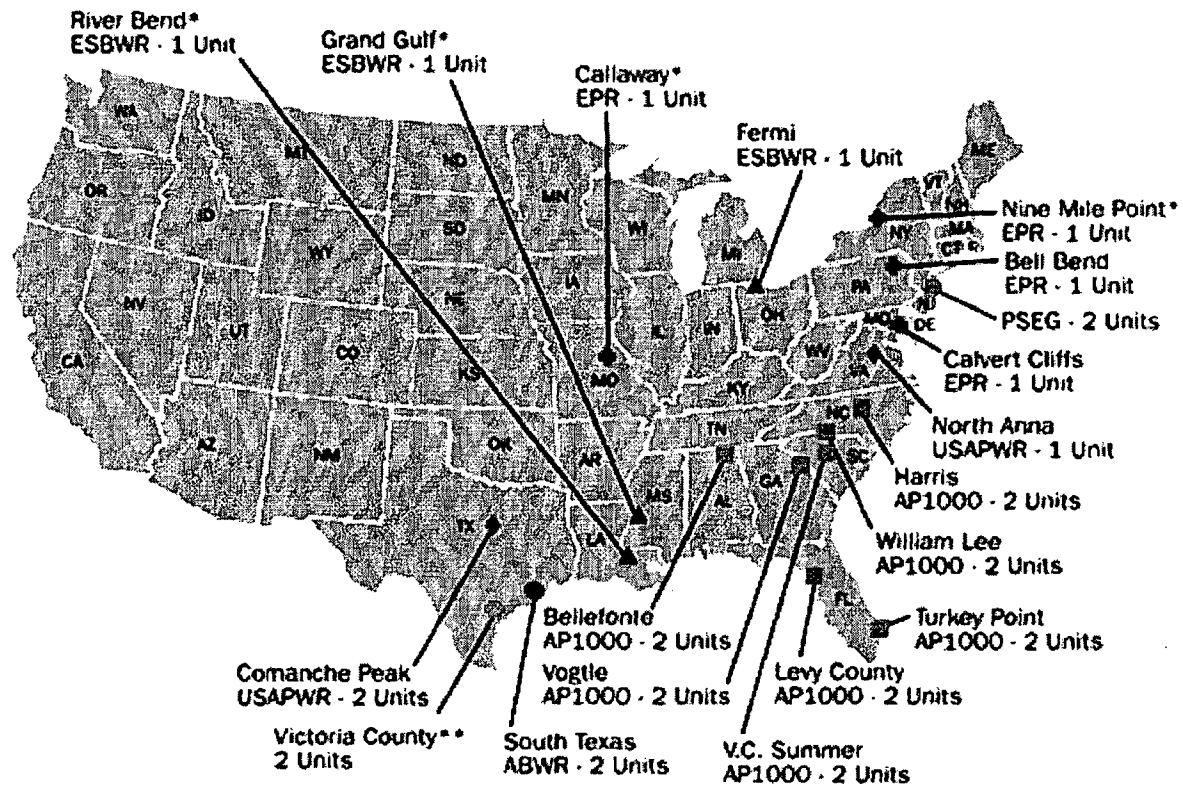 River Bend*
ESBWR - 1 Unit
Grand Gulf*
ESBWR - 1 Unit
Callaway*
EPR - 1 Unit
Fermi
ESBWR - 1 Unit
Nine Mile Point*
EPR - 1 Unit
Bell Bend
EPR - 1 Unit
PSEG - 2 Units
Calvert Cliffs
EPR - 1 Unit
North Anna
USAPWR - 1 Unit
Harris
AP1000 - 2 Units
William Lee
AP1000 - 2 Units
Turkey Point
AP1000 - 2 Units
Levy County
AP1000 - 2 Units
V.C. Summer
AP1000 - 2 Units
Bellefonte
AP1000 - 2 Units
Vogtle
AP1000 - 2 Units
South Texas
ABWR - 2 Units
Victoria County**
2 Units
Comanche Peak
USAPWR - 2 Units
WA
OR
CA
NV
ID
MT
WY
UT
AZ
CO
NM
ND
SD
NE
KS
OK
TX
MN
IA
MO
AR
LA
WI
IL
MS
MI
IN
OH
KY
TN
AL
GA
FL
SC
NC
VA
WV
PA
NY
VT
NH
ME
MA
CT
NJ
DE